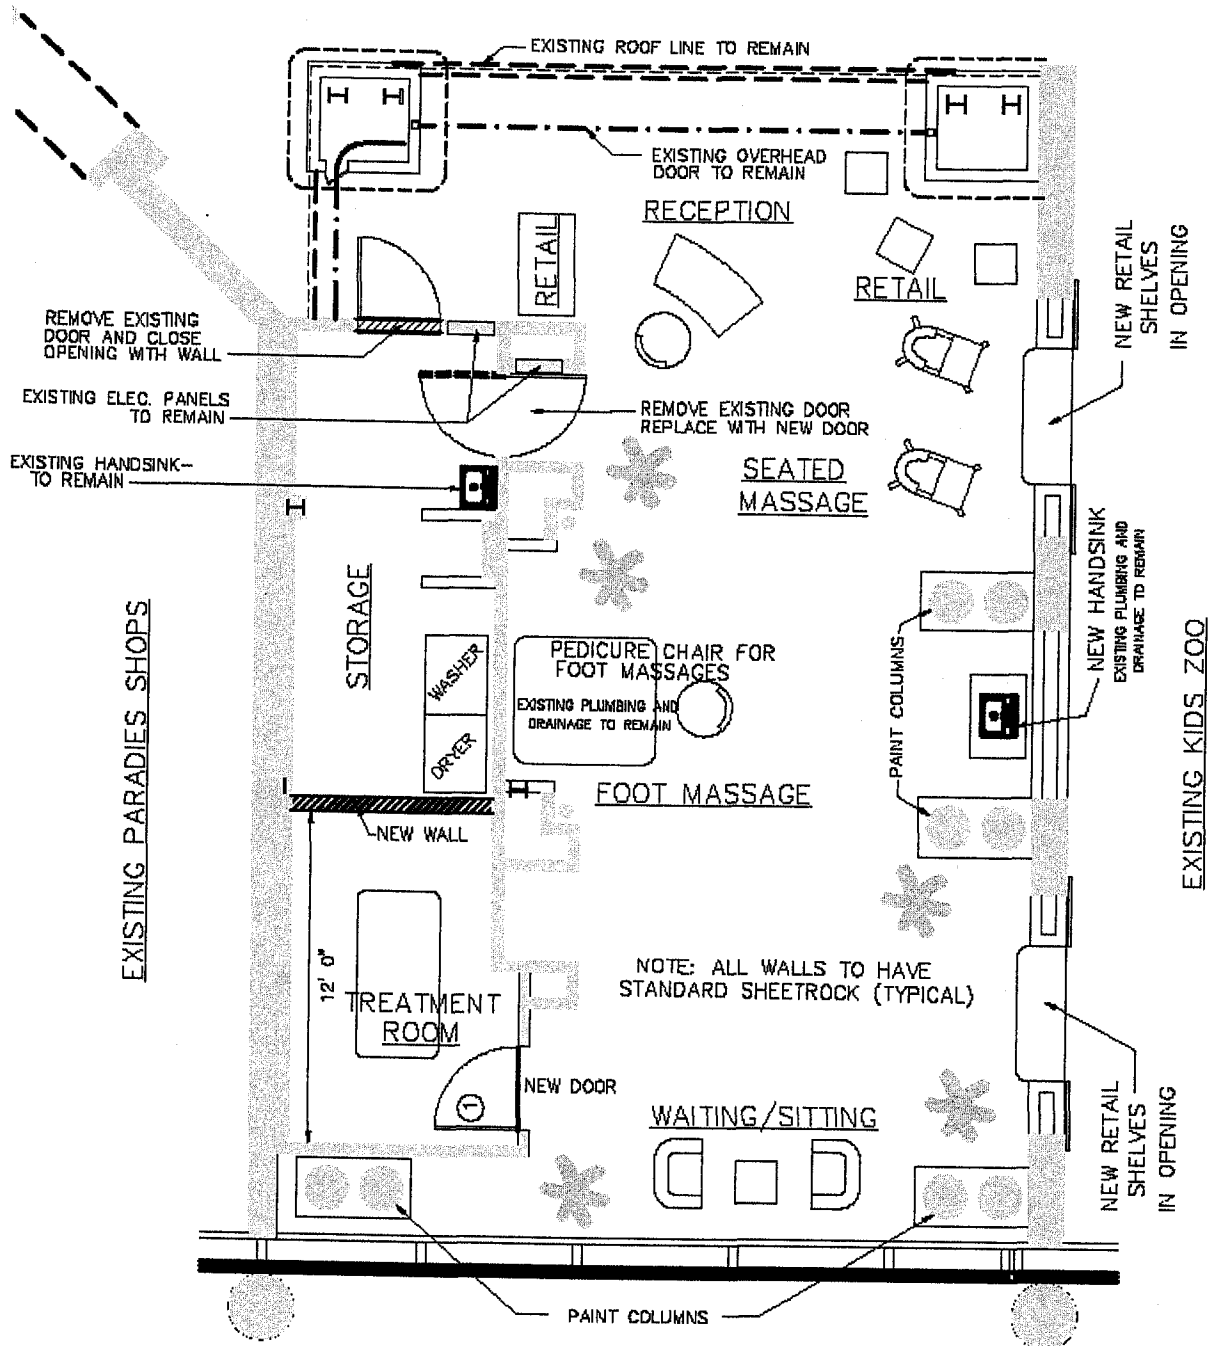 EXISTING ROOF LINE TO REMAIN
EXISTING OVERHEAD
DOOR TO REMAIN
RECEPTION
RETAIL
RETAIL
NEW RETAIL
SHELVES
IN OPENING
REMOVE EXISTING
DOOR AND CLOSE
OPENING WITH WALL
EXISTING ELEC. PANELS
TO REMAIN
REMOVE EXISTING DOOR
REPLACE WITH NEW DOOR
EXISTING HANDSINK-
TO REMAIN
SEATED
MASSAGE
NEW HANDSINK
EXISTING PLUMBING AND
DRAINAGE TO REMAIN
STORAGE
EXISTING PARADIES SHOPS
EXISTING KIDS ZOO
WASHER
DRYER
PEDICURE CHAIR FOR
FOOT MASSAGES
EXISTING PLUMBING AND
DRAINAGE TO REMAIN
PAINT COLUMNS
FOOT MASSAGE
NEW WALL
12' 0"
NOTE: ALL WALLS TO HAVE
STANDARD SHEETROCK (TYPICAL)
TREATMENT
ROOM
NEW DOOR
1
WAITING/SITTING
NEW RETAIL
SHELVES
IN OPENING
PAINT COLUMNS